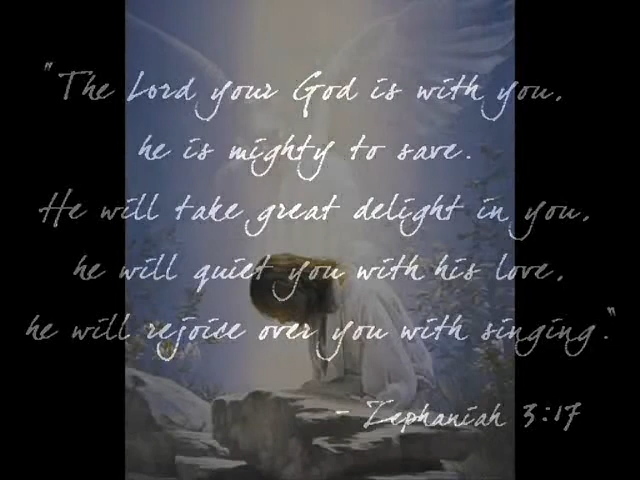 "The Lord your God is with you,
he is mighty to save.
He will take great delight in you,
he will quiet you with his love,
he will rejoice over you with singing."
- Zephaniah 3:17